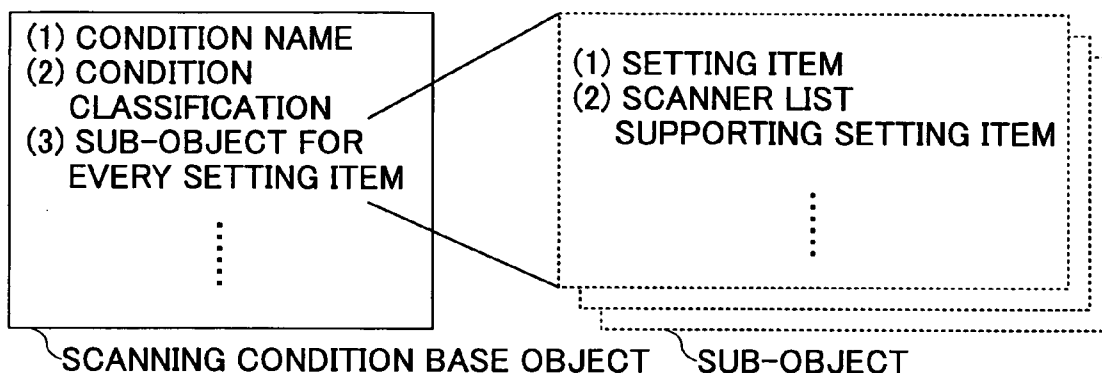 (1) CONDITION NAME
(2) CONDITION
CLASSIFICATION
(3) SUB-OBJECT FOR
EVERY SETTING ITEM
(1) SETTING ITEM
(2) SCANNER LIST
SUPPORTING SETTING ITEM
SCANNING CONDITION BASE OBJECT
SUB-OBJECT